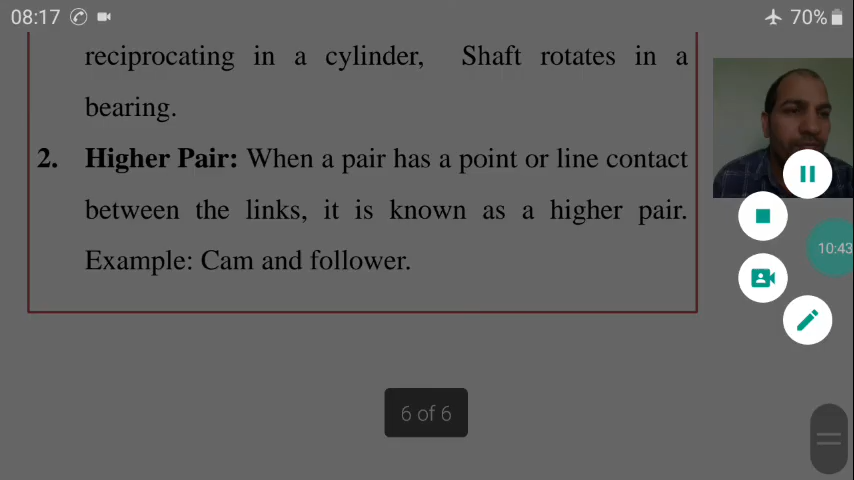 08:17
70%
reciprocating in a cylinder, Shaft rotates in a
bearing.
2. Higher Pair: When a pair has a point or line contact
between the links, it is known as a higher pair.
Example: Cam and follower.
10:43
6 of 6